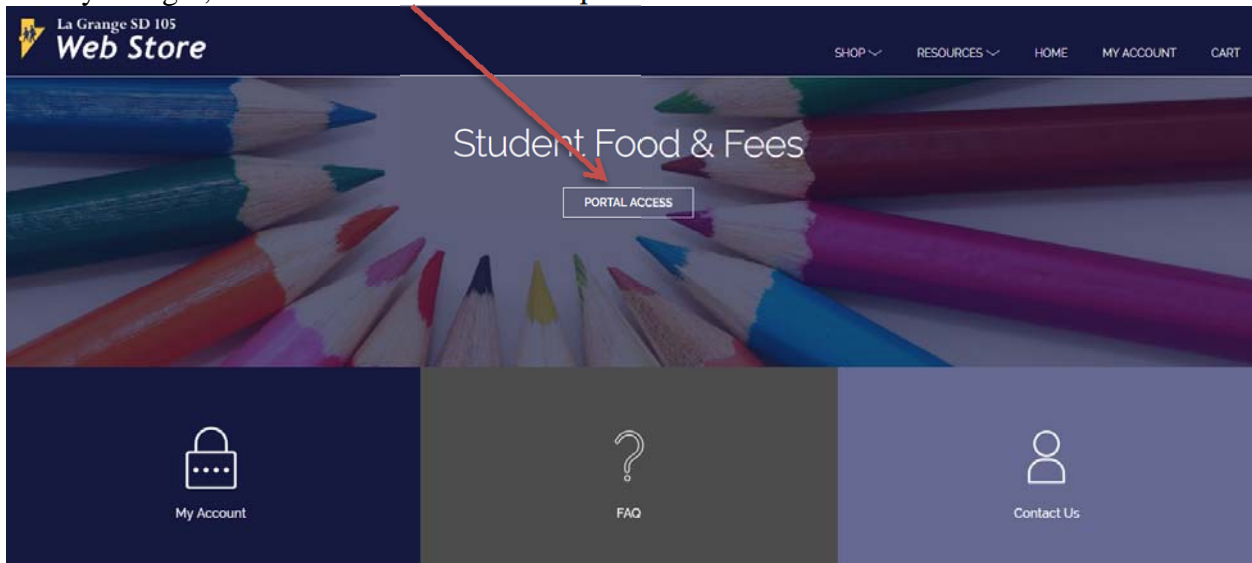 La Grange SD 105
Web Store
SHOP RESOURCES HOME MY ACCOUNT CART
Student Food & Fees
PORTAL ACCESS
My Account
FAQ
Contact Us